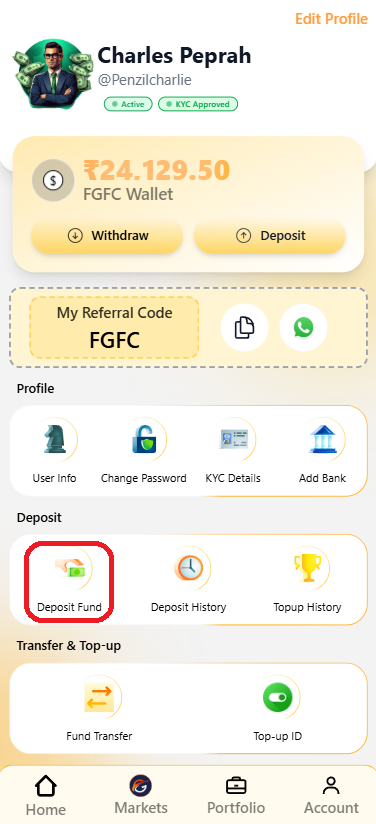 Edit Profile
Charles Peprah
@Penzilcharlie
Active KYC Approved
$ ₹24,129.50
FGFC Wallet
Withdraw Deposit
My Referral Code
FGFC
Profile
User Info Change Password KYC Details Add Bank
Deposit
Deposit Fund Deposit History Topup History
Transfer & Top-up
Fund Transfer Top-up ID
Home Markets Portfolio Account